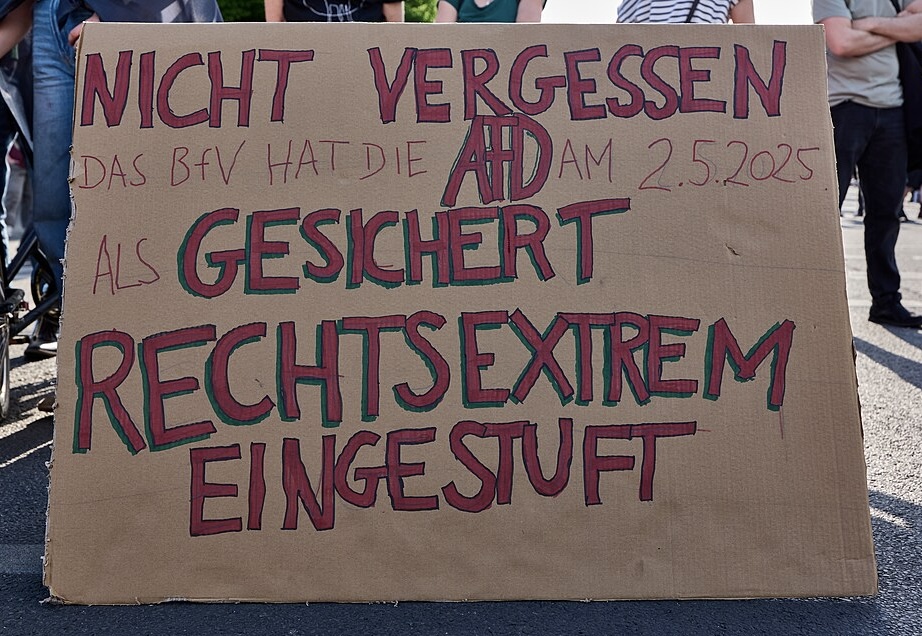 NICHT VERGESSEN
DAS BfV HAT DIE AfD AM 2.5.2025
ALS GESICHERT
RECHTSEXTREM
EINGESTUFT